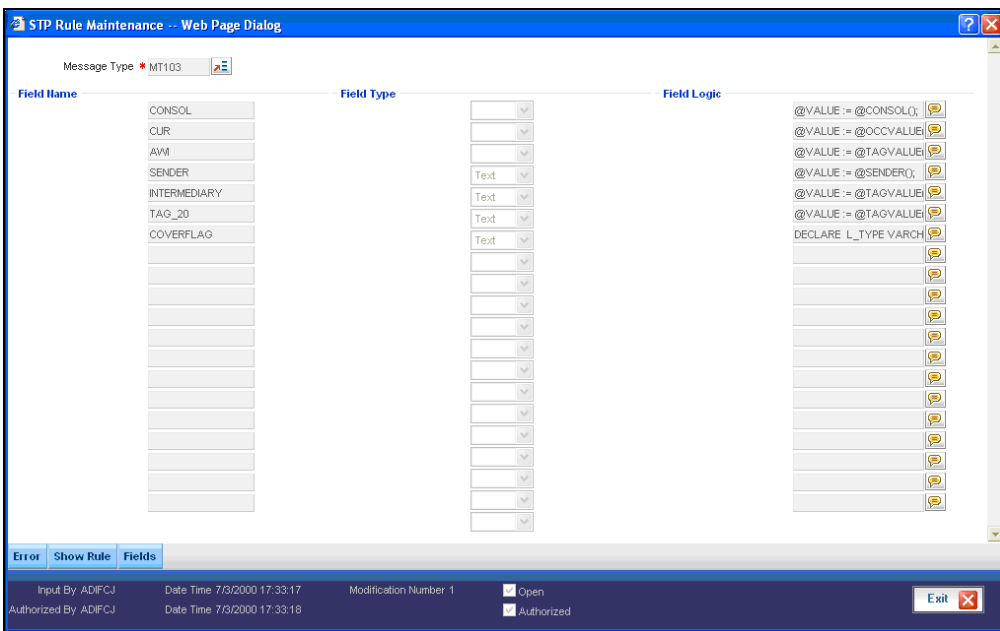 STP Rule Maintenance -- Web Page Dialog
Message Type * MT103
Field Name Field Type Field Logic
CONSOL @VALUE := @CONSOL();
CUR @VALUE := @OCCVALUE(
AWI @VALUE := @TAGVALUE(
SENDER Text @VALUE := @SENDER();
INTERMEDIARY Text @VALUE := @TAGVALUE(
TAG_20 Text @VALUE := @TAGVALUE(
COVERFLAG Text DECLARE L_TYPE VARCH
Error Show Rule Fields
Input By ADIFCJ Date Time 7/3/2000 17:33:17 Modification Number 1 Open
Authorized By ADIFCJ Date Time 7/3/2000 17:33:18 Authorized
Exit